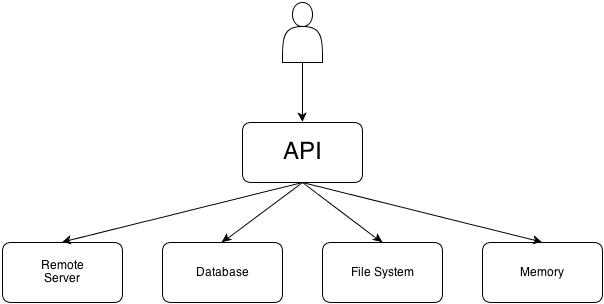 API
Remote
Server
Database
File System
Memory